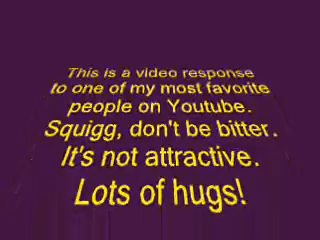 This is a video response
to one of my most favorite
people on Youtube.
Squigg, don't be bitter.
It's not attractive.
Lots of hugs!